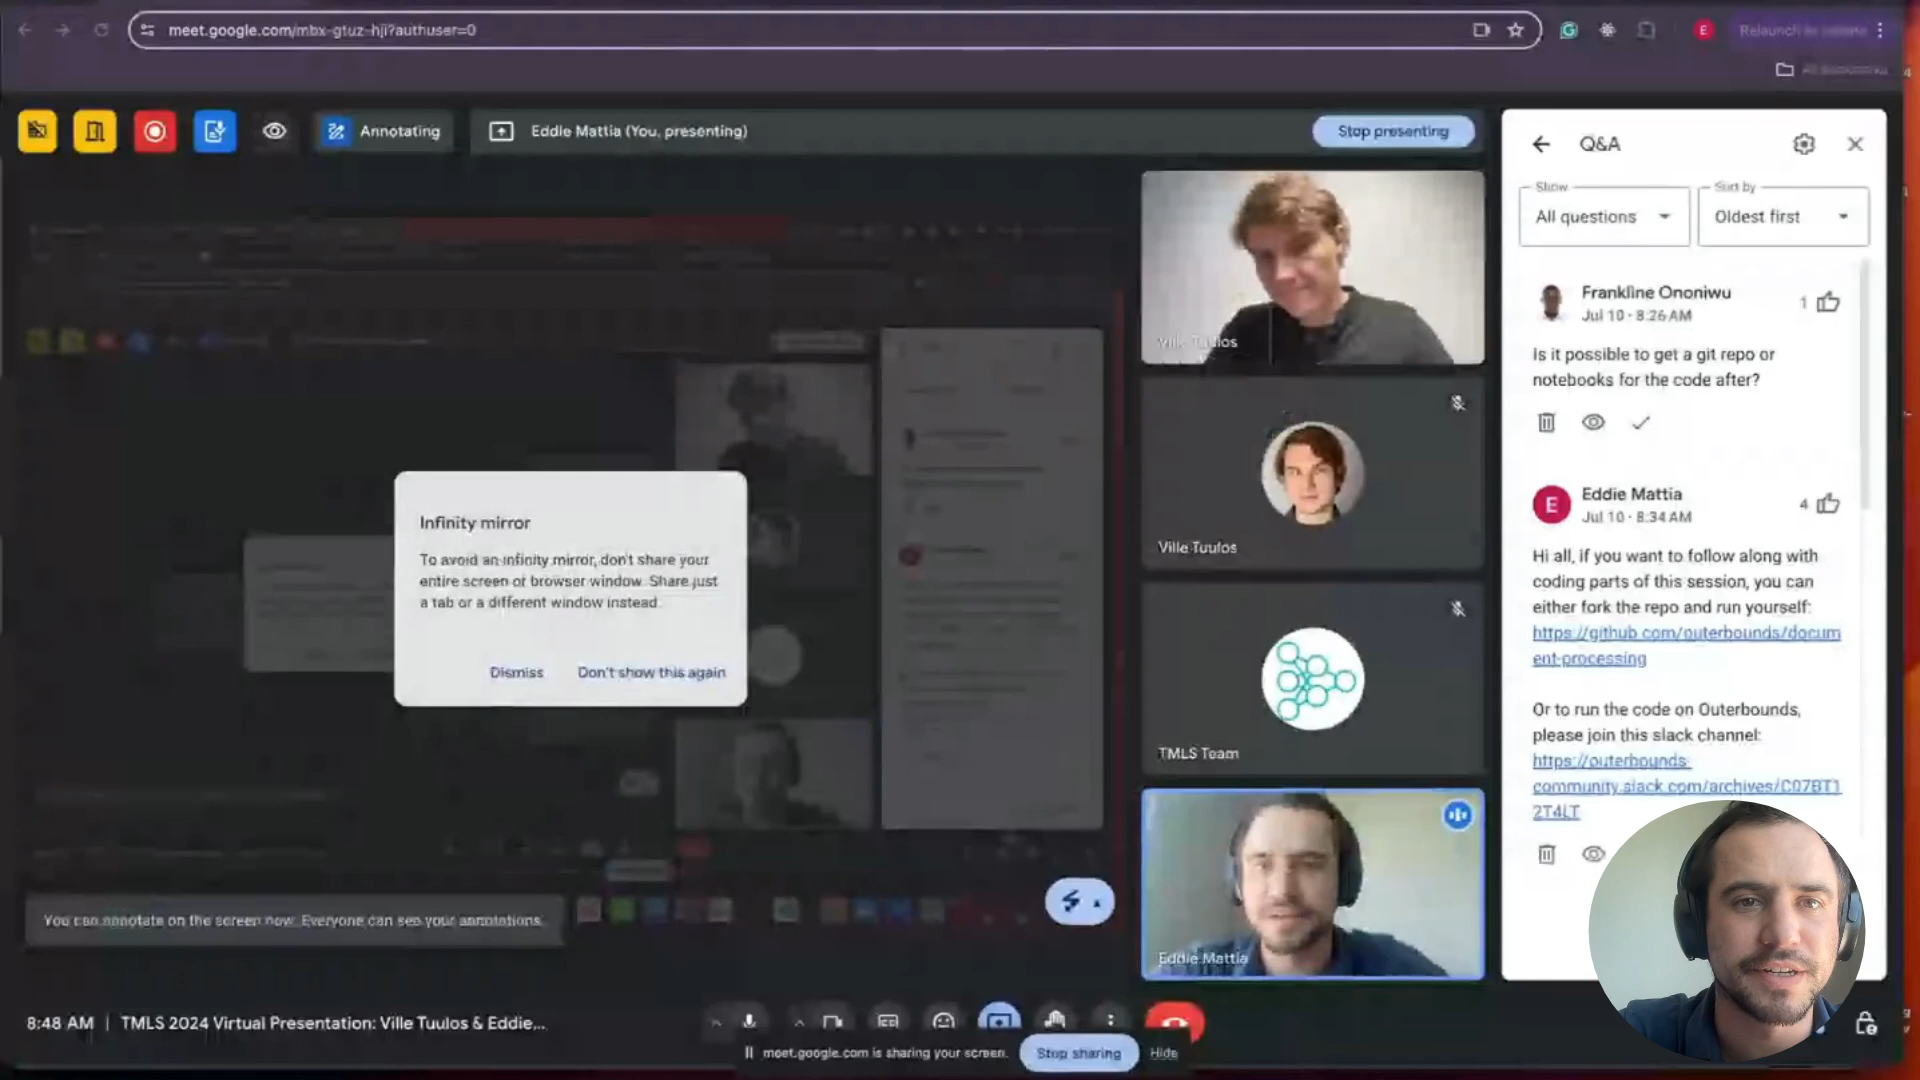 meet.google.com/mbx-gtuz-hji?authuser=0
E
Relaunch to update
All Bookmarks
Annotating
Eddie Mattia (You, presenting)
Stop presenting
Q&A
Show
All questions
Sort by
Oldest first
Ville Tuulos
Frankline Ononiwu
Jul 10 · 8:26 AM
1
Is it possible to get a git repo or
notebooks for the code after?
Infinity mirror
To avoid an infinity mirror, don't share your
entire screen or browser window. Share just
a tab or a different window instead.
Dismiss
Don't show this again
Ville Tuulos
E
Eddie Mattia
Jul 10 · 8:34 AM
4
Hi all, if you want to follow along with
coding parts of this session, you can
either fork the repo and run yourself:
https://github.com/outerbounds/docum
ent-processing
Or to run the code on Outerbounds,
please join this slack channel:
https://outerbounds-
community.slack.com/archives/C07BT1
2T4LT
TMLS Team
You can annotate on the screen now. Everyone can see your annotations.
Eddie Mattia
8:48 AM | TMLS 2024 Virtual Presentation: Ville Tuulos & Eddie...
meet.google.com is sharing your screen.
Stop sharing
Hide